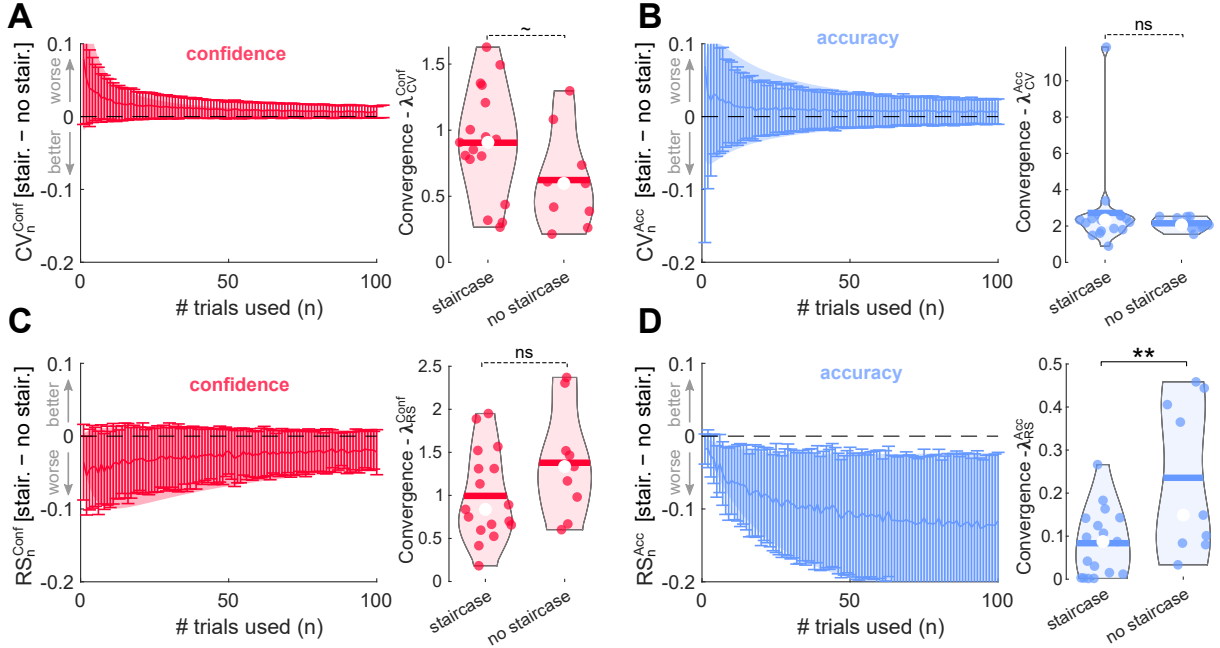 A
confidence
CV_n^Conf [stair. − no stair.]
worse
better
0.1
0
-0.1
-0.2
0
50
100
# trials used (n)
~
Convergence - λ_CV^Conf
1.5
1
0.5
0
staircase
no staircase
B
accuracy
CV_n^Acc [stair. − no stair.]
worse
better
0.1
0
-0.1
-0.2
0
50
100
# trials used (n)
ns
Convergence - λ_CV^Acc
10
8
6
4
2
0
staircase
no staircase
C
confidence
RS_n^Conf [stair. − no stair.]
better
worse
0.1
0
-0.1
-0.2
0
50
100
# trials used (n)
ns
Convergence - λ_RS^Conf
2.5
2
1.5
1
0.5
0
staircase
no staircase
D
accuracy
RS_n^Acc [stair. − no stair.]
better
worse
0.1
0
-0.1
-0.2
0
50
100
# trials used (n)
**
Convergence -λ_RS^Acc
0.5
0.4
0.3
0.2
0.1
0
staircase
no staircase